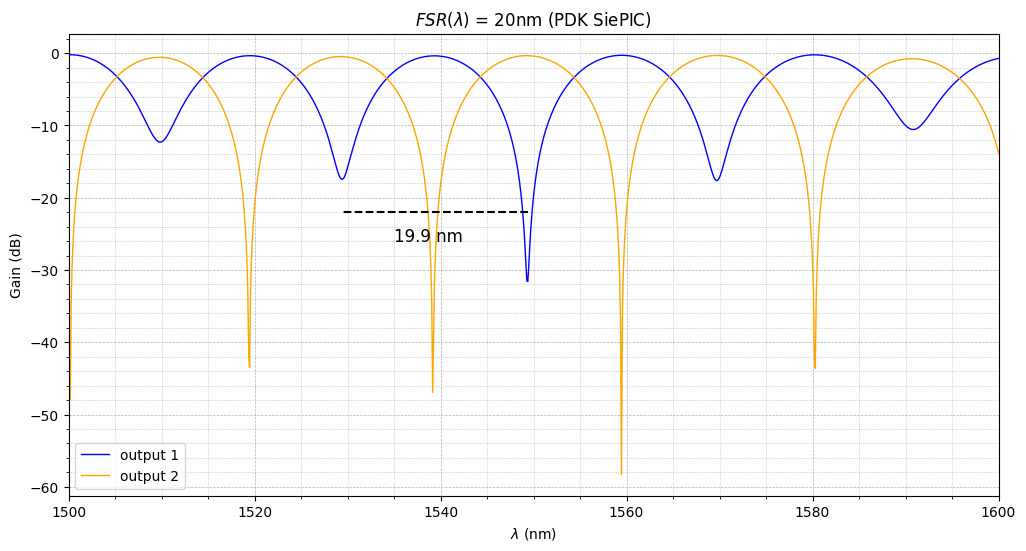 FSR(λ) = 20nm (PDK SiePIC)
Gain (dB)
0
−10
−20
−30
−40
−50
−60
19.9 nm
output 1
output 2
1500 1520 1540 1560 1580 1600
λ (nm)